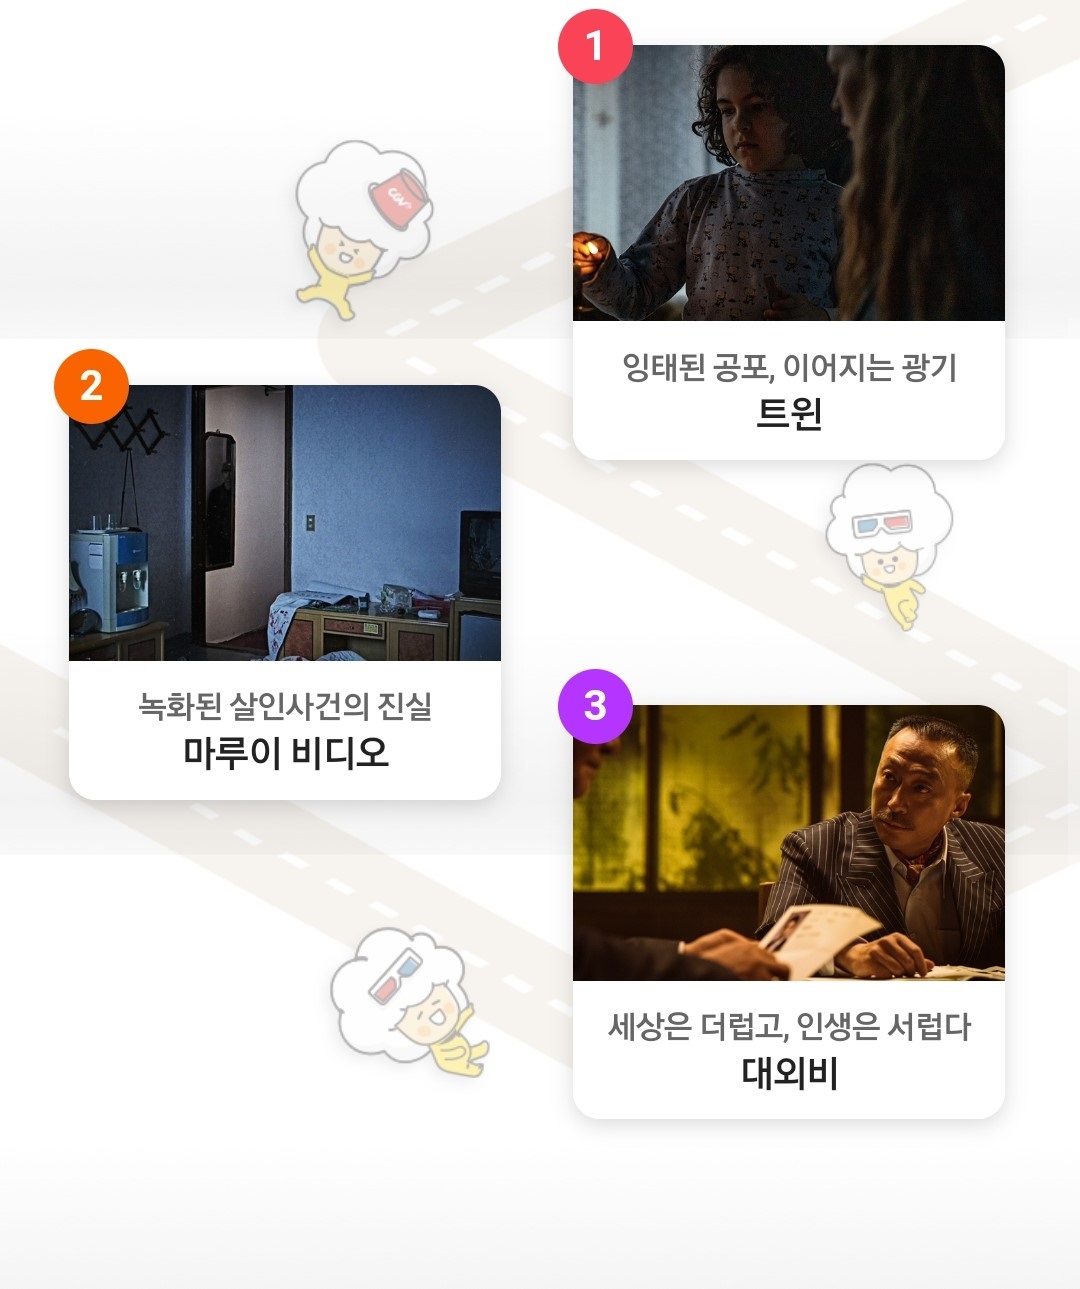 1
CGV
잉태된 공포, 이어지는 광기
트윈
2
녹화된 살인사건의 진실
마루이 비디오
3
세상은 더럽고, 인생은 서럽다
대외비